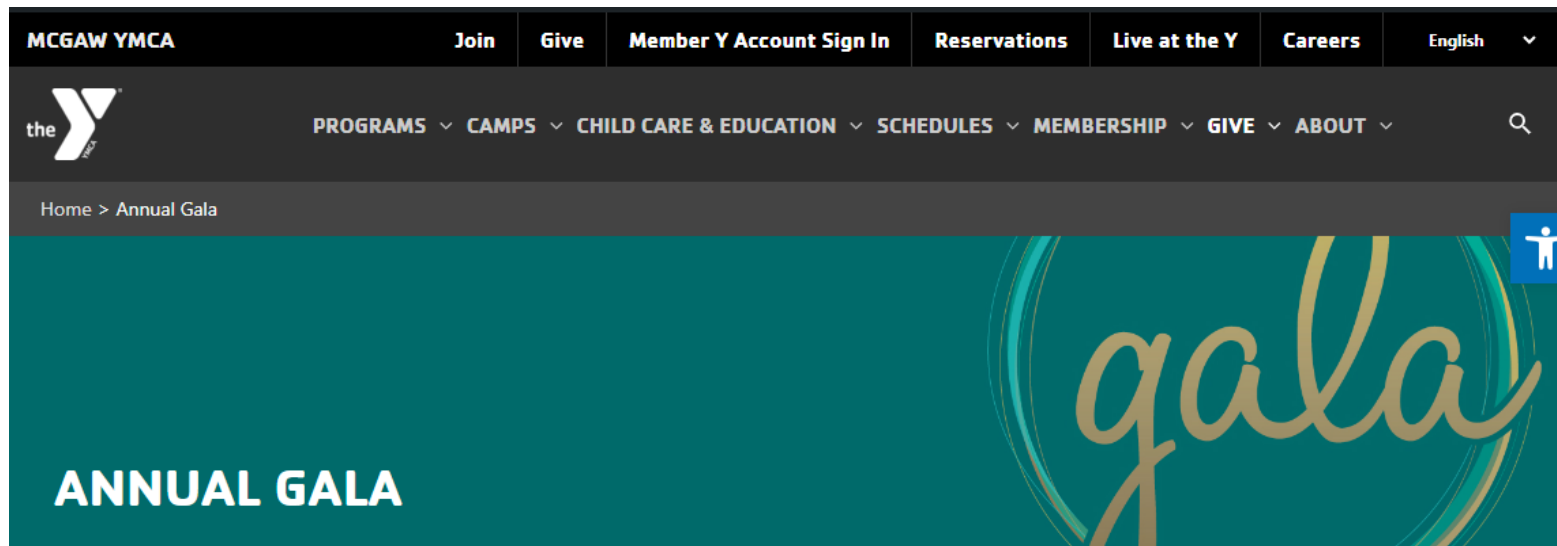 MCGAW YMCA Join Give Member Y Account Sign In Reservations Live at the Y Careers English
the Y YMCA PROGRAMS CAMPS CHILD CARE & EDUCATION SCHEDULES MEMBERSHIP GIVE ABOUT
Home > Annual Gala
gala
ANNUAL GALA